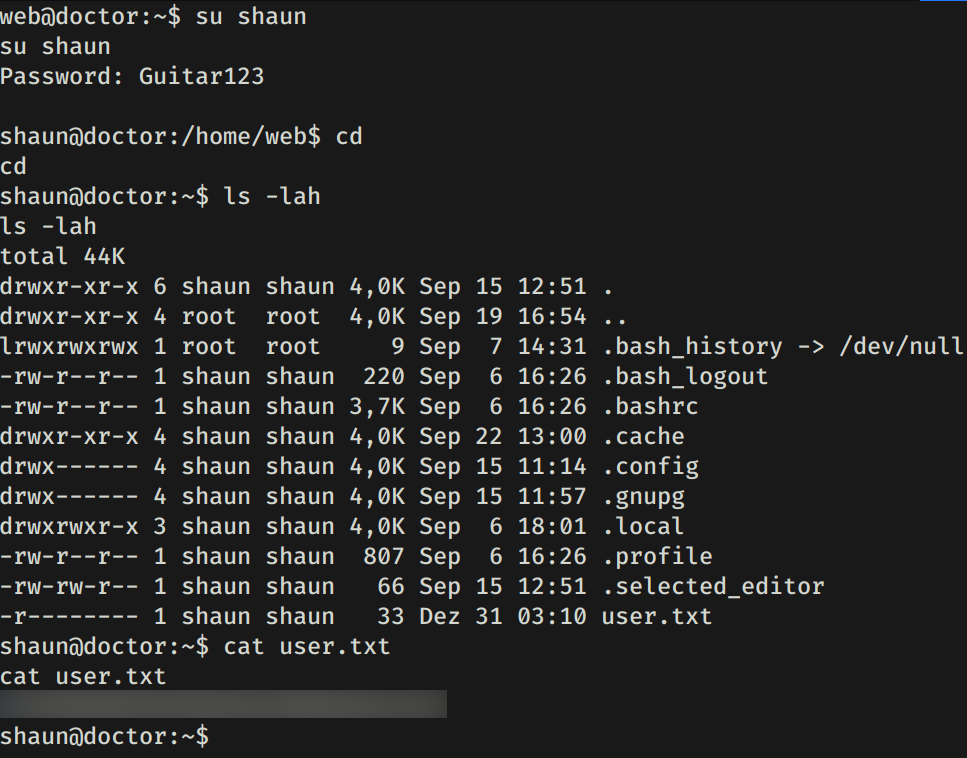 web@doctor:~$ su shaun
su shaun
Password: Guitar123

shaun@doctor:/home/web$ cd
cd
shaun@doctor:~$ ls -lah
ls -lah
total 44K
drwxr-xr-x 6 shaun shaun 4,0K Sep 15 12:51 .
drwxr-xr-x 4 root  root  4,0K Sep 19 16:54 ..
lrwxrwxrwx 1 root  root     9 Sep  7 14:31 .bash_history -> /dev/null
-rw-r--r-- 1 shaun shaun  220 Sep  6 16:26 .bash_logout
-rw-r--r-- 1 shaun shaun 3,7K Sep  6 16:26 .bashrc
drwxr-xr-x 4 shaun shaun 4,0K Sep 22 13:00 .cache
drwx------ 4 shaun shaun 4,0K Sep 15 11:14 .config
drwx------ 4 shaun shaun 4,0K Sep 15 11:57 .gnupg
drwxrwxr-x 3 shaun shaun 4,0K Sep  6 18:01 .local
-rw-r--r-- 1 shaun shaun  807 Sep  6 16:26 .profile
-rw-rw-r-- 1 shaun shaun   66 Sep 15 12:51 .selected_editor
-r-------- 1 shaun shaun   33 Dez 31 03:10 user.txt
shaun@doctor:~$ cat user.txt
cat user.txt
shaun@doctor:~$